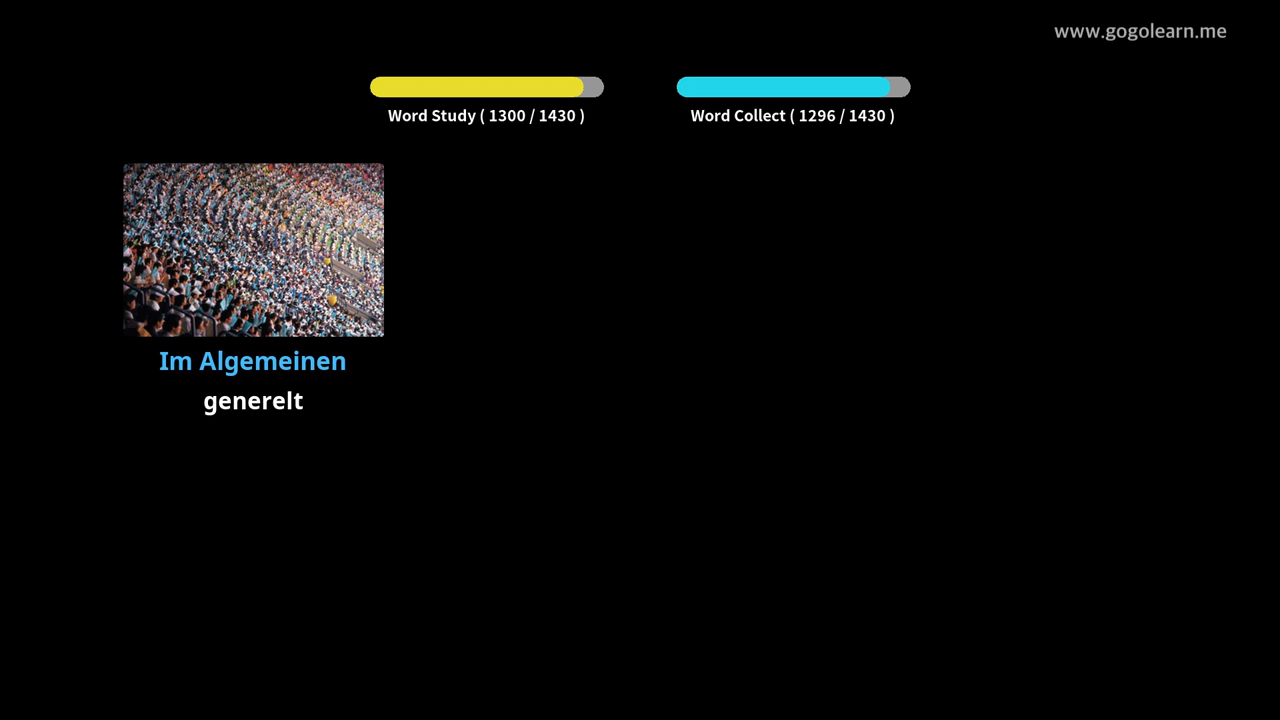 www.gogolearn.me
Word Study ( 1300 / 1430 )
Word Collect ( 1296 / 1430 )
Im Algemeinen
generelt